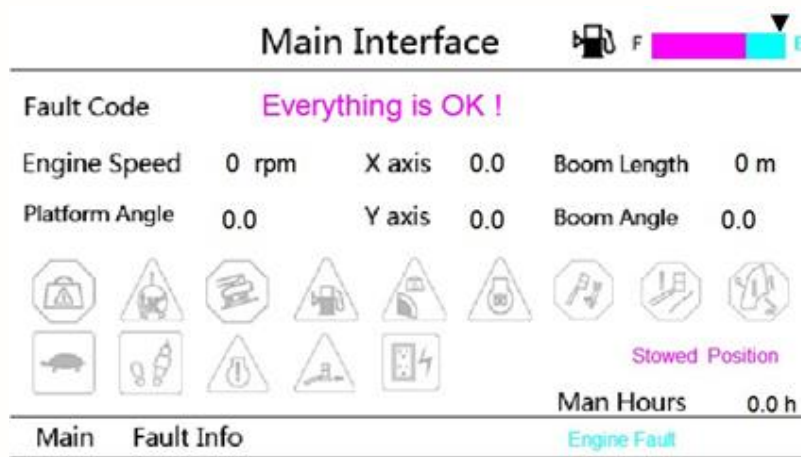 Main Interface F E
Fault Code Everything is OK !
Engine Speed 0 rpm X axis 0.0 Boom Length 0 m
Platform Angle 0.0 Y axis 0.0 Boom Angle 0.0
Stowed Position
Man Hours 0.0 h
Main Fault Info Engine Fault